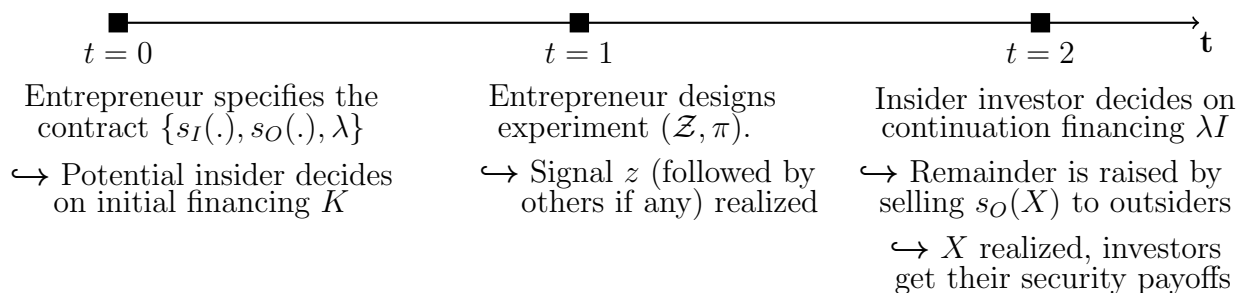 t
t = 0
t = 1
t = 2
Entrepreneur specifies the
contract {s_I(.), s_O(.), λ}
↪ Potential insider decides
on initial financing K
Entrepreneur designs
experiment (𝒵, π).
↪ Signal z (followed by
others if any) realized
Insider investor decides on
continuation financing λI
↪ Remainder is raised by
selling s_O(X) to outsiders
↪ X realized, investors
get their security payoffs